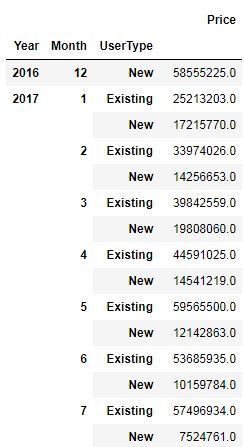 Price
Year Month UserType
2016 12 New 58555225.0
2017 1 Existing 25213203.0
New 17215770.0
2 Existing 33974026.0
New 14256653.0
3 Existing 39842559.0
New 19808060.0
4 Existing 44591025.0
New 14541219.0
5 Existing 59565500.0
New 12142863.0
6 Existing 53685935.0
New 10159784.0
7 Existing 57496934.0
New 7524761.0